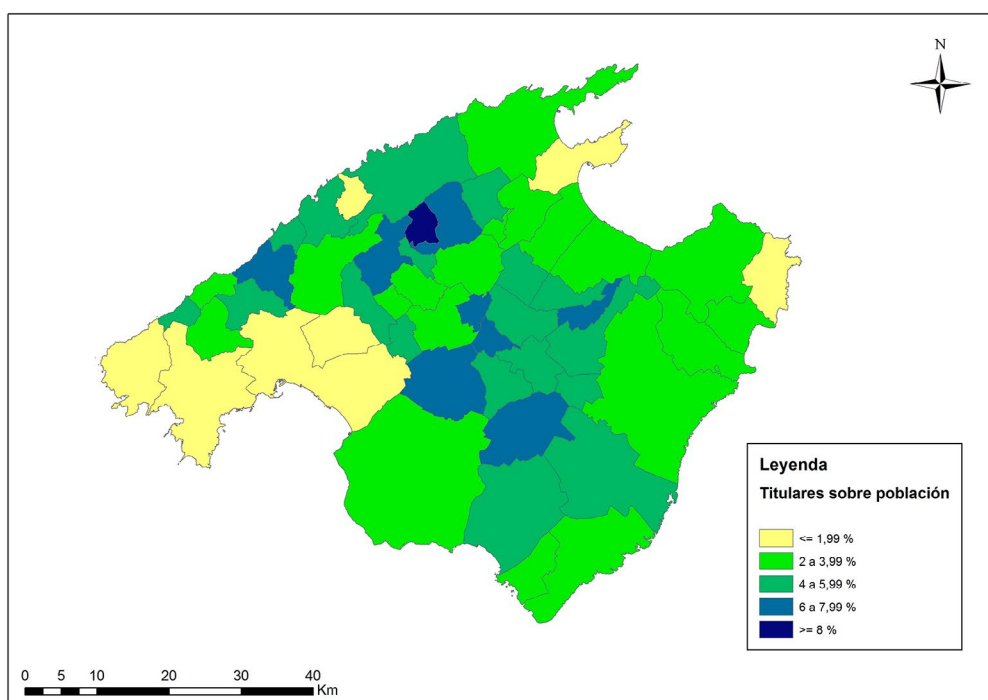 N
Leyenda
Titulares sobre población
<= 1,99 %
2 a 3,99 %
4 a 5,99 %
6 a 7,99 %
>= 8 %
0 5 10 20 30 40
Km